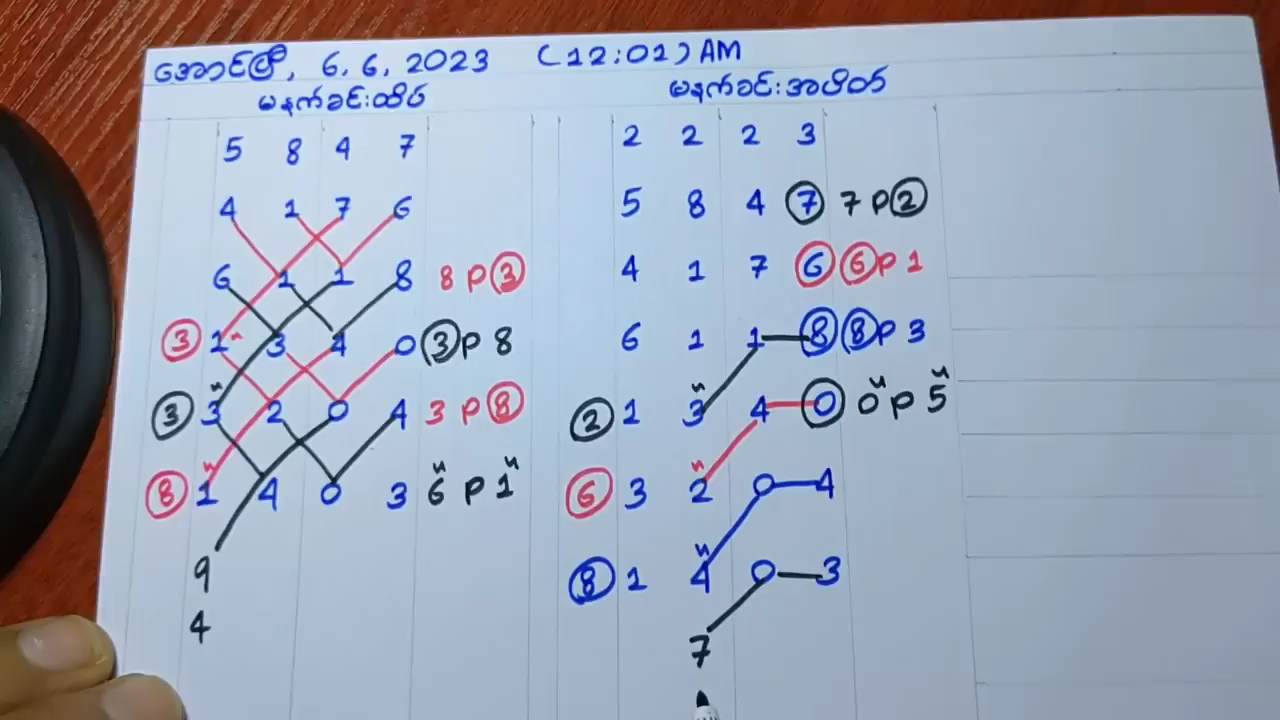 အောင်ဗြီ, 6, 6, 2023 (12:01) AM
မနက်ခင်းထိပ်
5 8 4 7
4 1 7 6
6 1 1 8 8 P 3
3 1 3 4 0 3 P 8
3 3 2 0 4 3 P 8
8 1 4 0 3 6 P 1
9
4
မနက်ခင်းအပိတ်
2 2 2 3
5 8 4 7 7 P 2
4 1 7 6 6 P 1
6 1 1 8 8 P 3
2 1 3 4 0 0 P 5
6 3 2 0 4
8 1 4 0 3
7